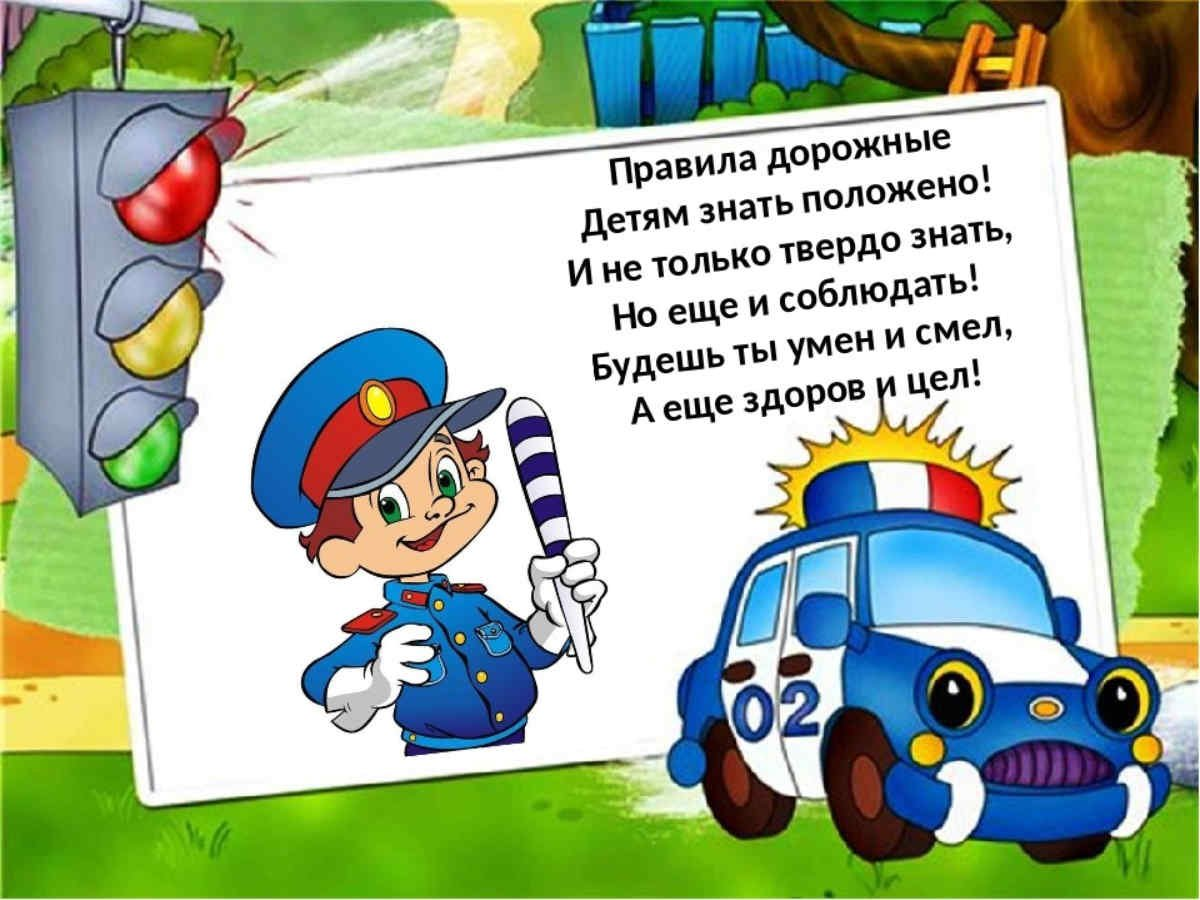 Правила дорожные
Детям знать положено!
И не только твердо знать,
Но еще и соблюдать!
Будешь ты умен и смел,
А еще здоров и цел!
02